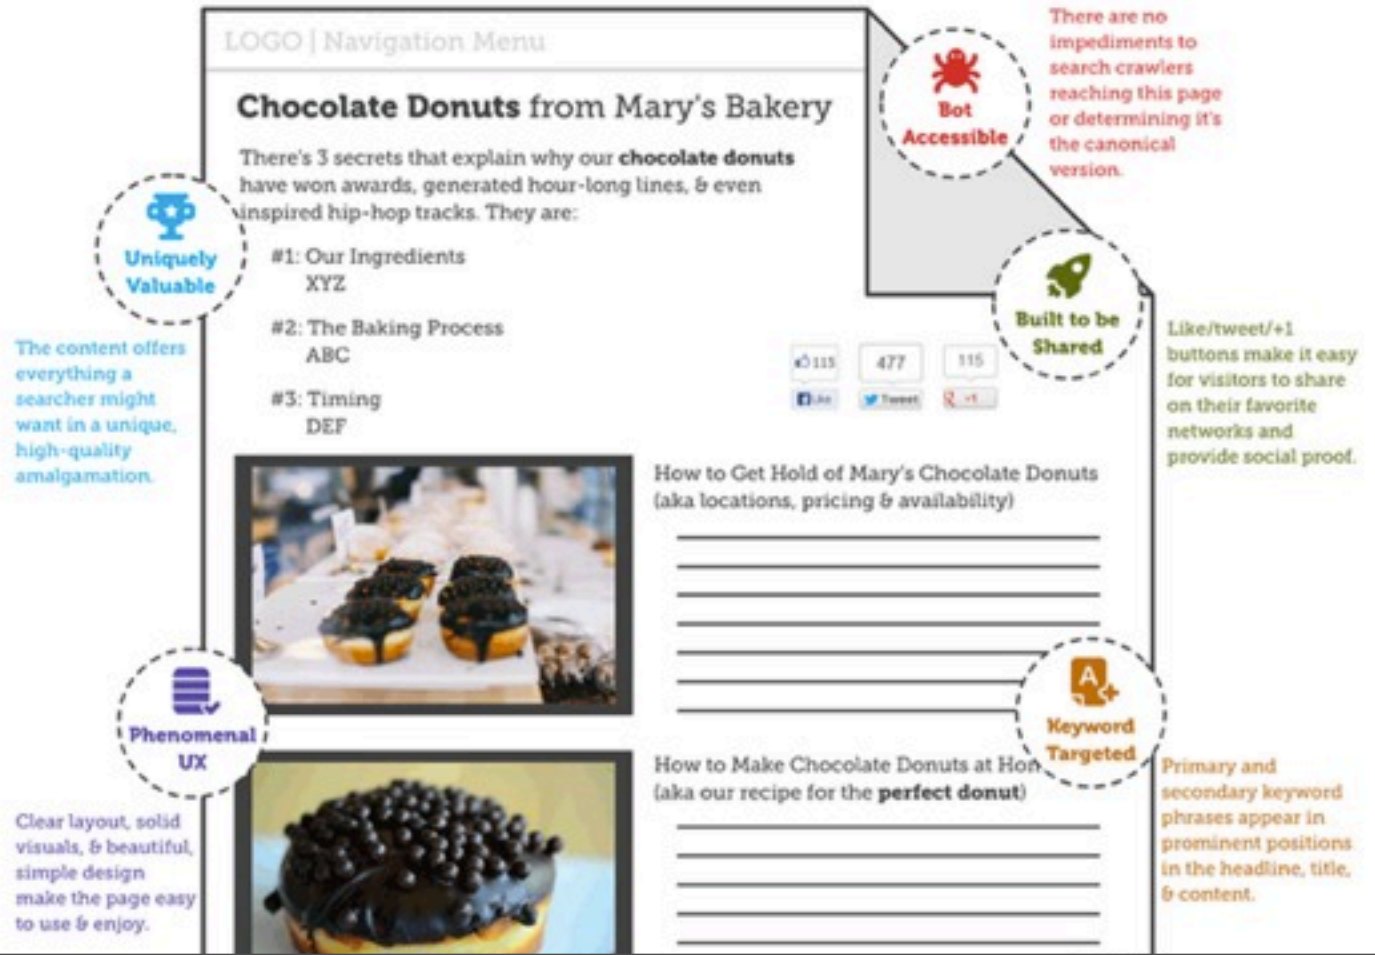 LOGO | Navigation Menu
Chocolate Donuts from Mary's Bakery
There's 3 secrets that explain why our chocolate donuts
have won awards, generated hour-long lines, & even
inspired hip-hop tracks. They are:
#1: Our Ingredients
XYZ
#2: The Baking Process
ABC
#3: Timing
DEF
115
477
115
Like
Tweet
+1
How to Get Hold of Mary's Chocolate Donuts
(aka locations, pricing & availability)
How to Make Chocolate Donuts at Hom
(aka our recipe for the perfect donut)
Bot
Accessible
There are no
impediments to
search crawlers
reaching this page
or determining it's
the canonical
version.
Uniquely
Valuable
The content offers
everything a
searcher might
want in a unique,
high-quality
amalgamation.
Built to be
Shared
Like/tweet/+1
buttons make it easy
for visitors to share
on their favorite
networks and
provide social proof.
Phenomenal
UX
Clear layout, solid
visuals, & beautiful,
simple design
make the page easy
to use & enjoy.
A
Keyword
Targeted
Primary and
secondary keyword
phrases appear in
prominent positions
in the headline, title,
& content.